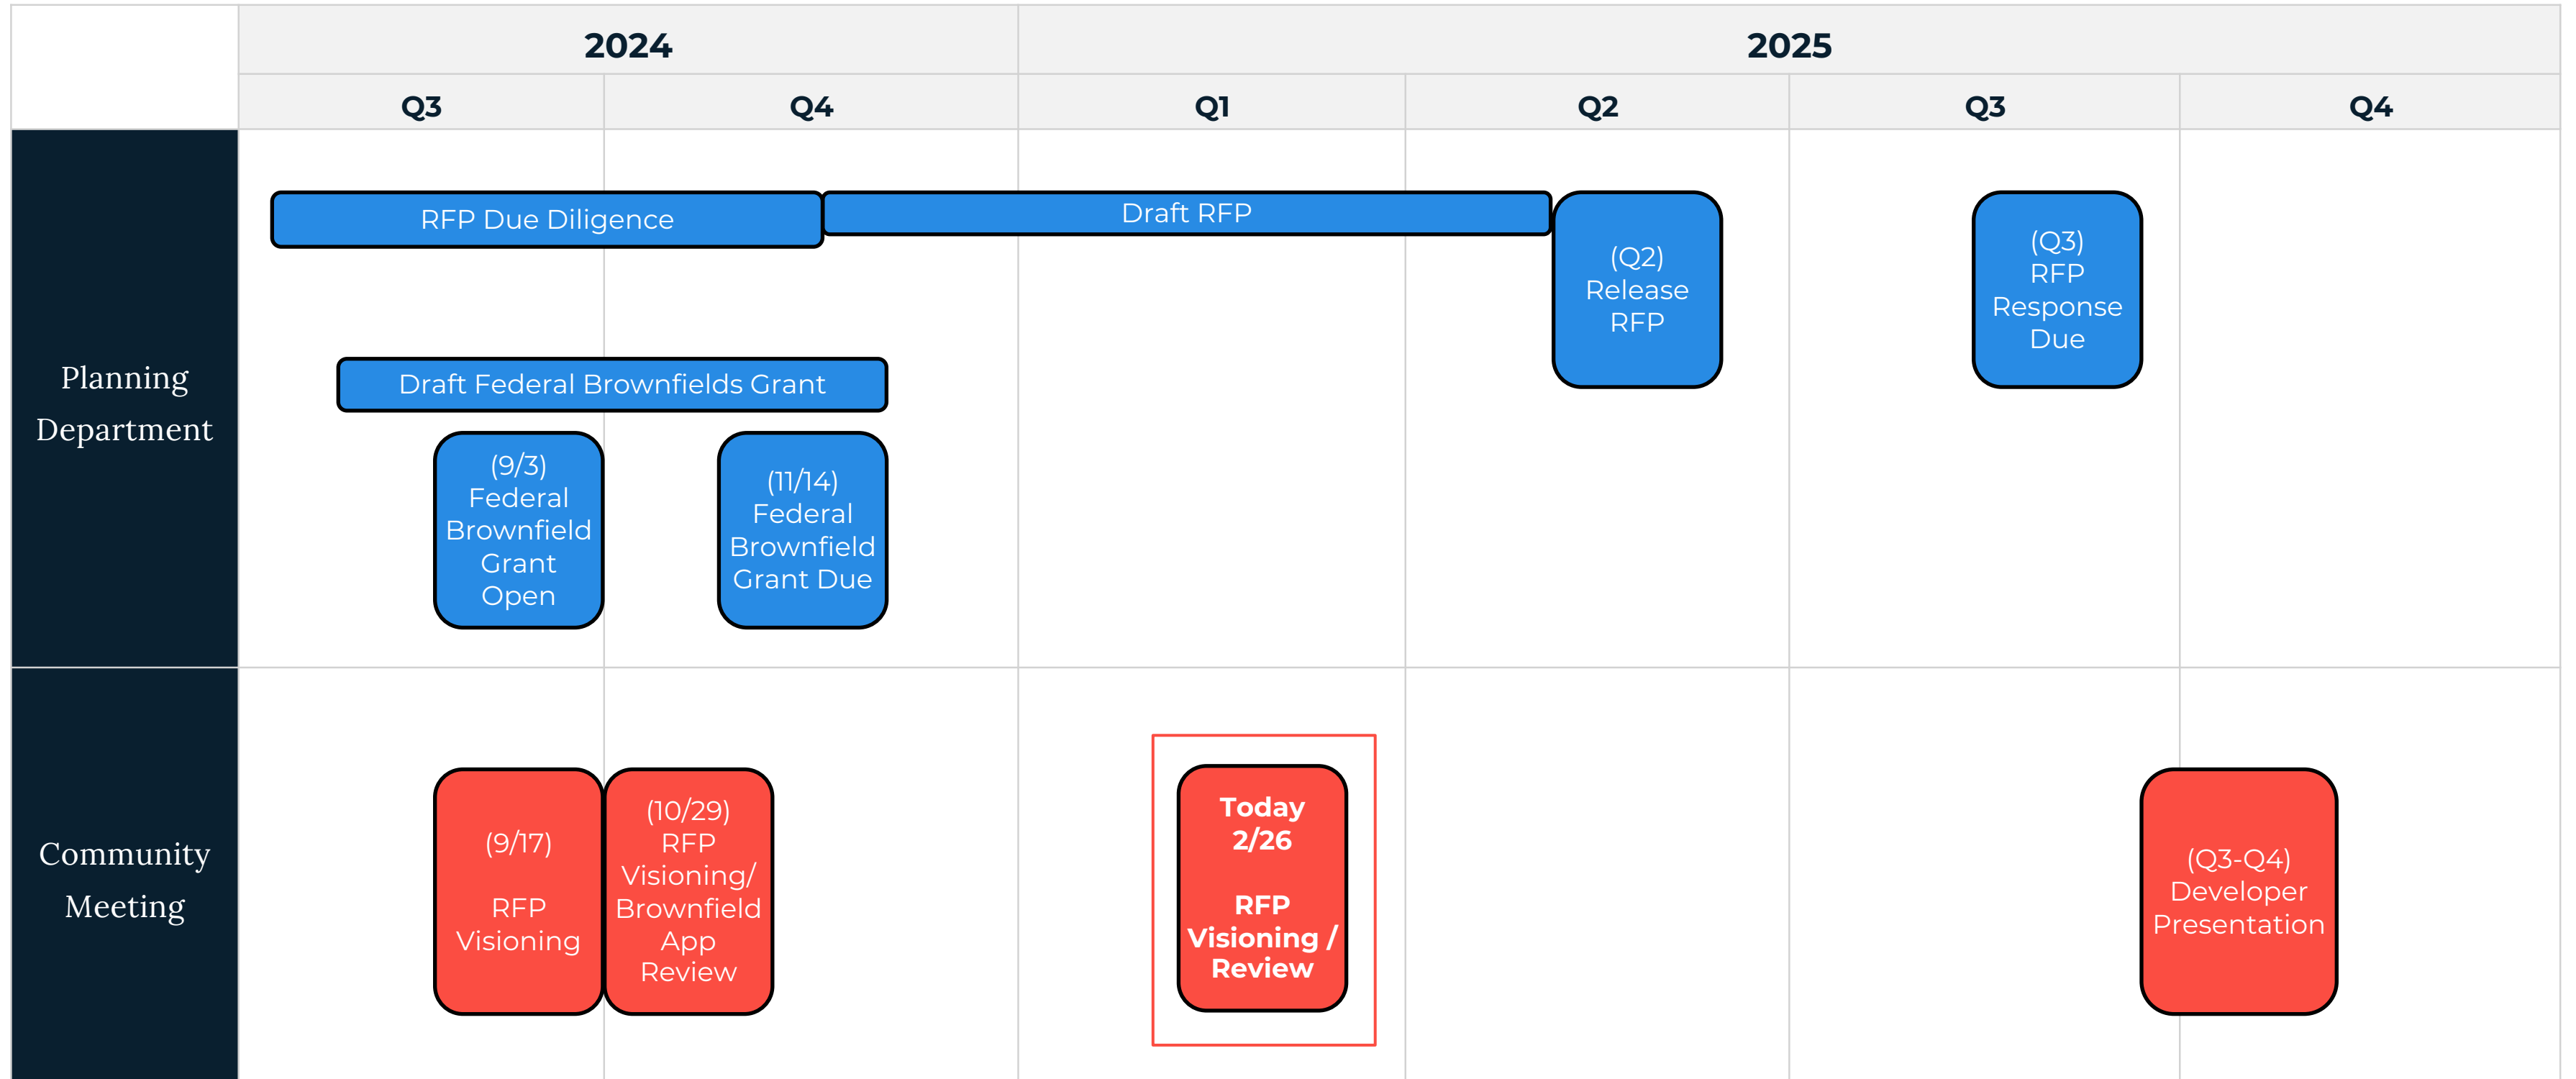 2024
2025
Q3
Q4
Q1
Q2
Q3
Q4
Planning
Department
RFP Due Diligence
Draft RFP
(Q2)
Release
RFP
(Q3)
RFP
Response
Due
Draft Federal Brownfields Grant
(9/3)
Federal
Brownfield
Grant
Open
(11/14)
Federal
Brownfield
Grant Due
Community
Meeting
(9/17)
RFP
Visioning
(10/29)
RFP
Visioning/
Brownfield
App
Review
Today
2/26
RFP
Visioning /
Review
(Q3-Q4)
Developer
Presentation